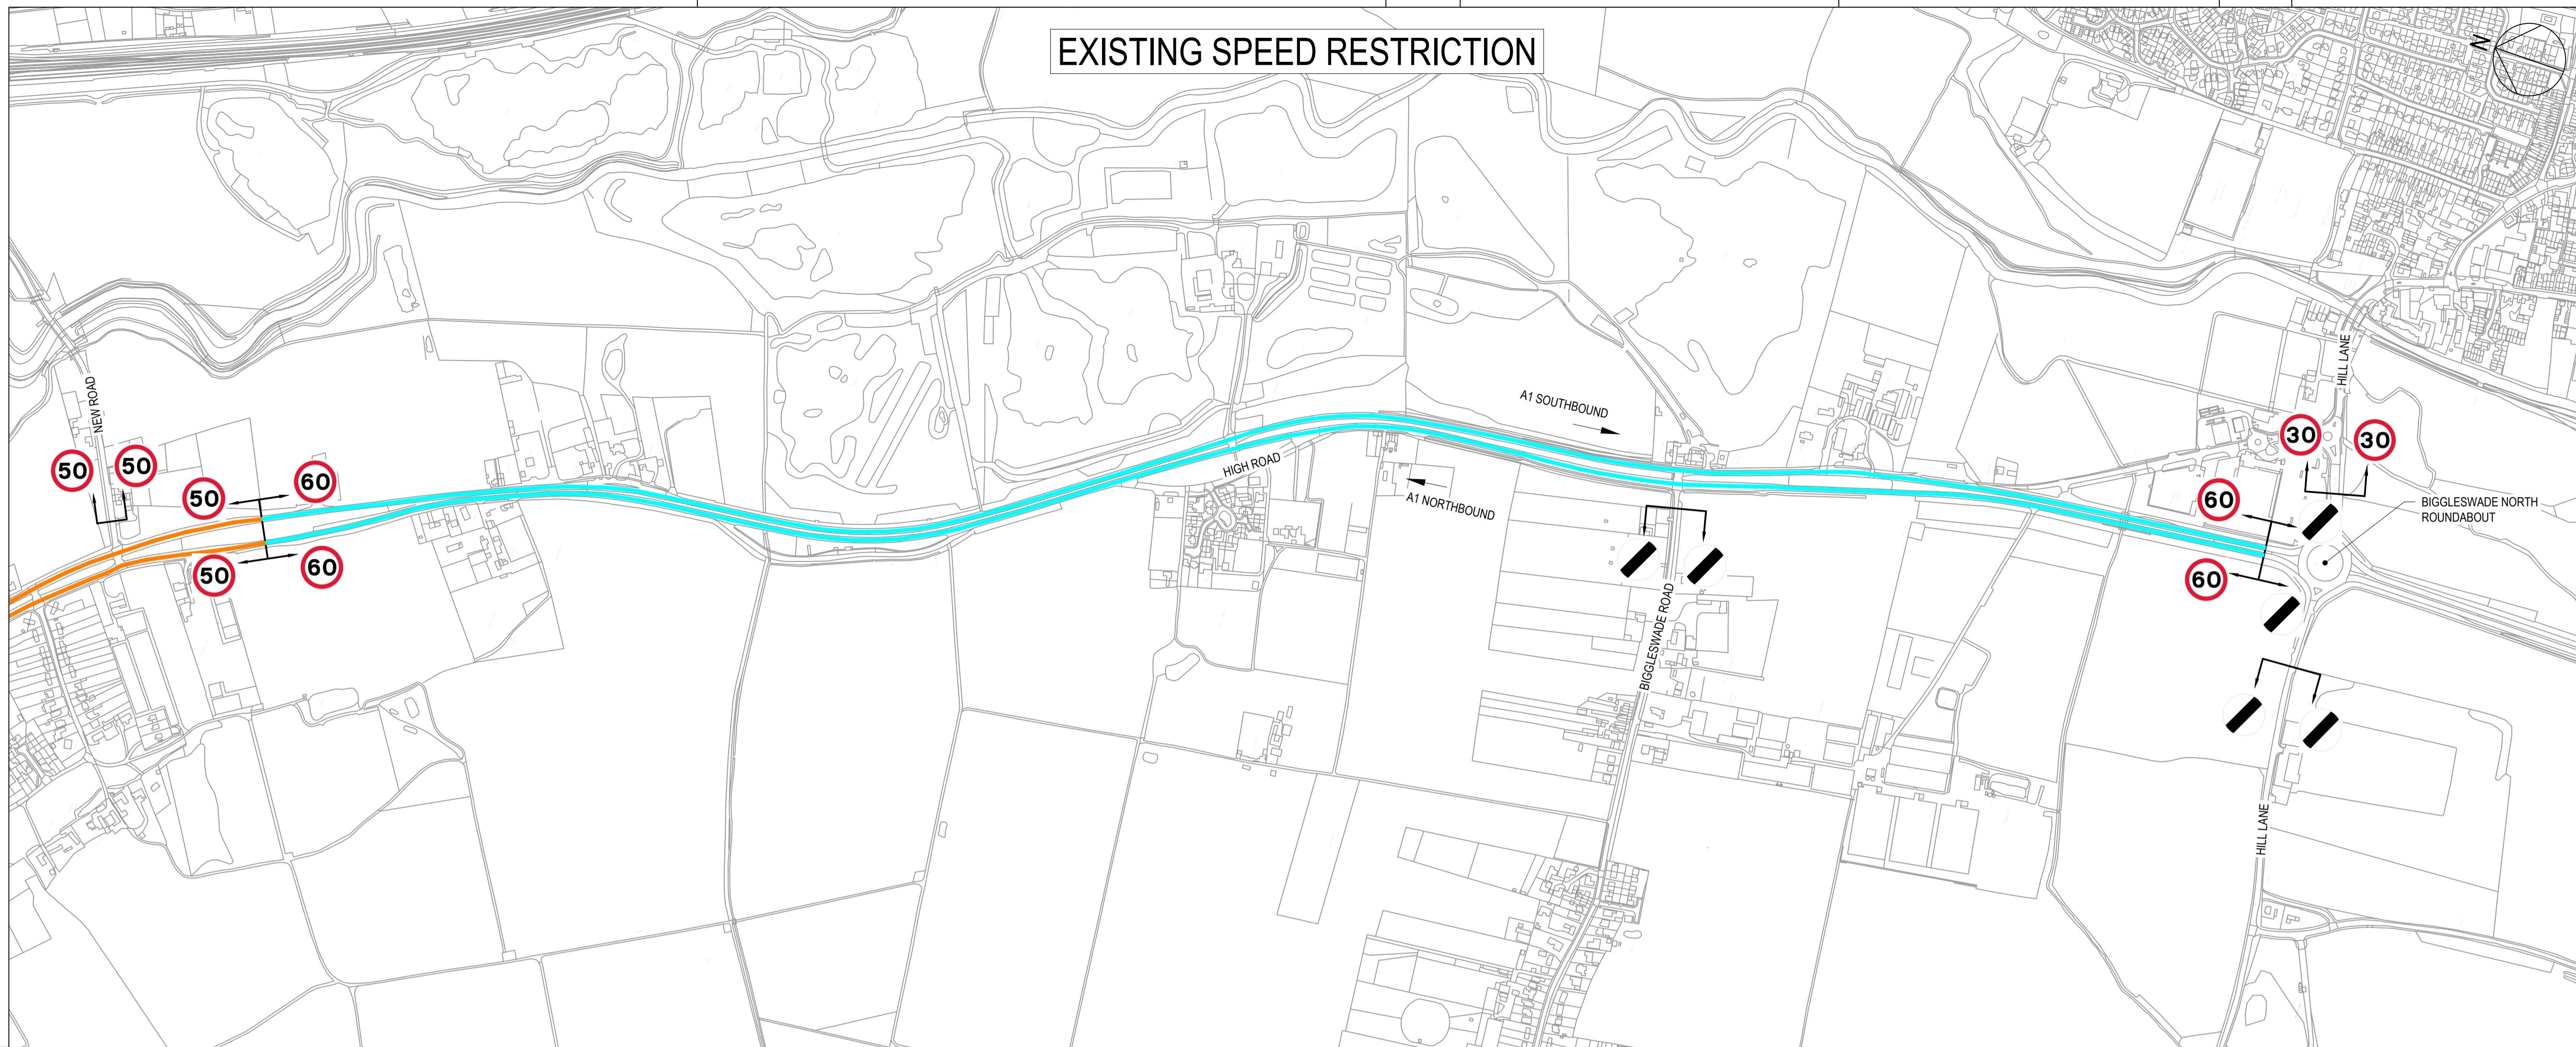 EXISTING SPEED RESTRICTION
N
NEW ROAD
50
50
50
60
50
60
HIGH ROAD
A1 SOUTHBOUND
A1 NORTHBOUND
BIGGLESWADE ROAD
HILL LANE
30
30
60
60
BIGGLESWADE NORTH
ROUNDABOUT
HILL LANE